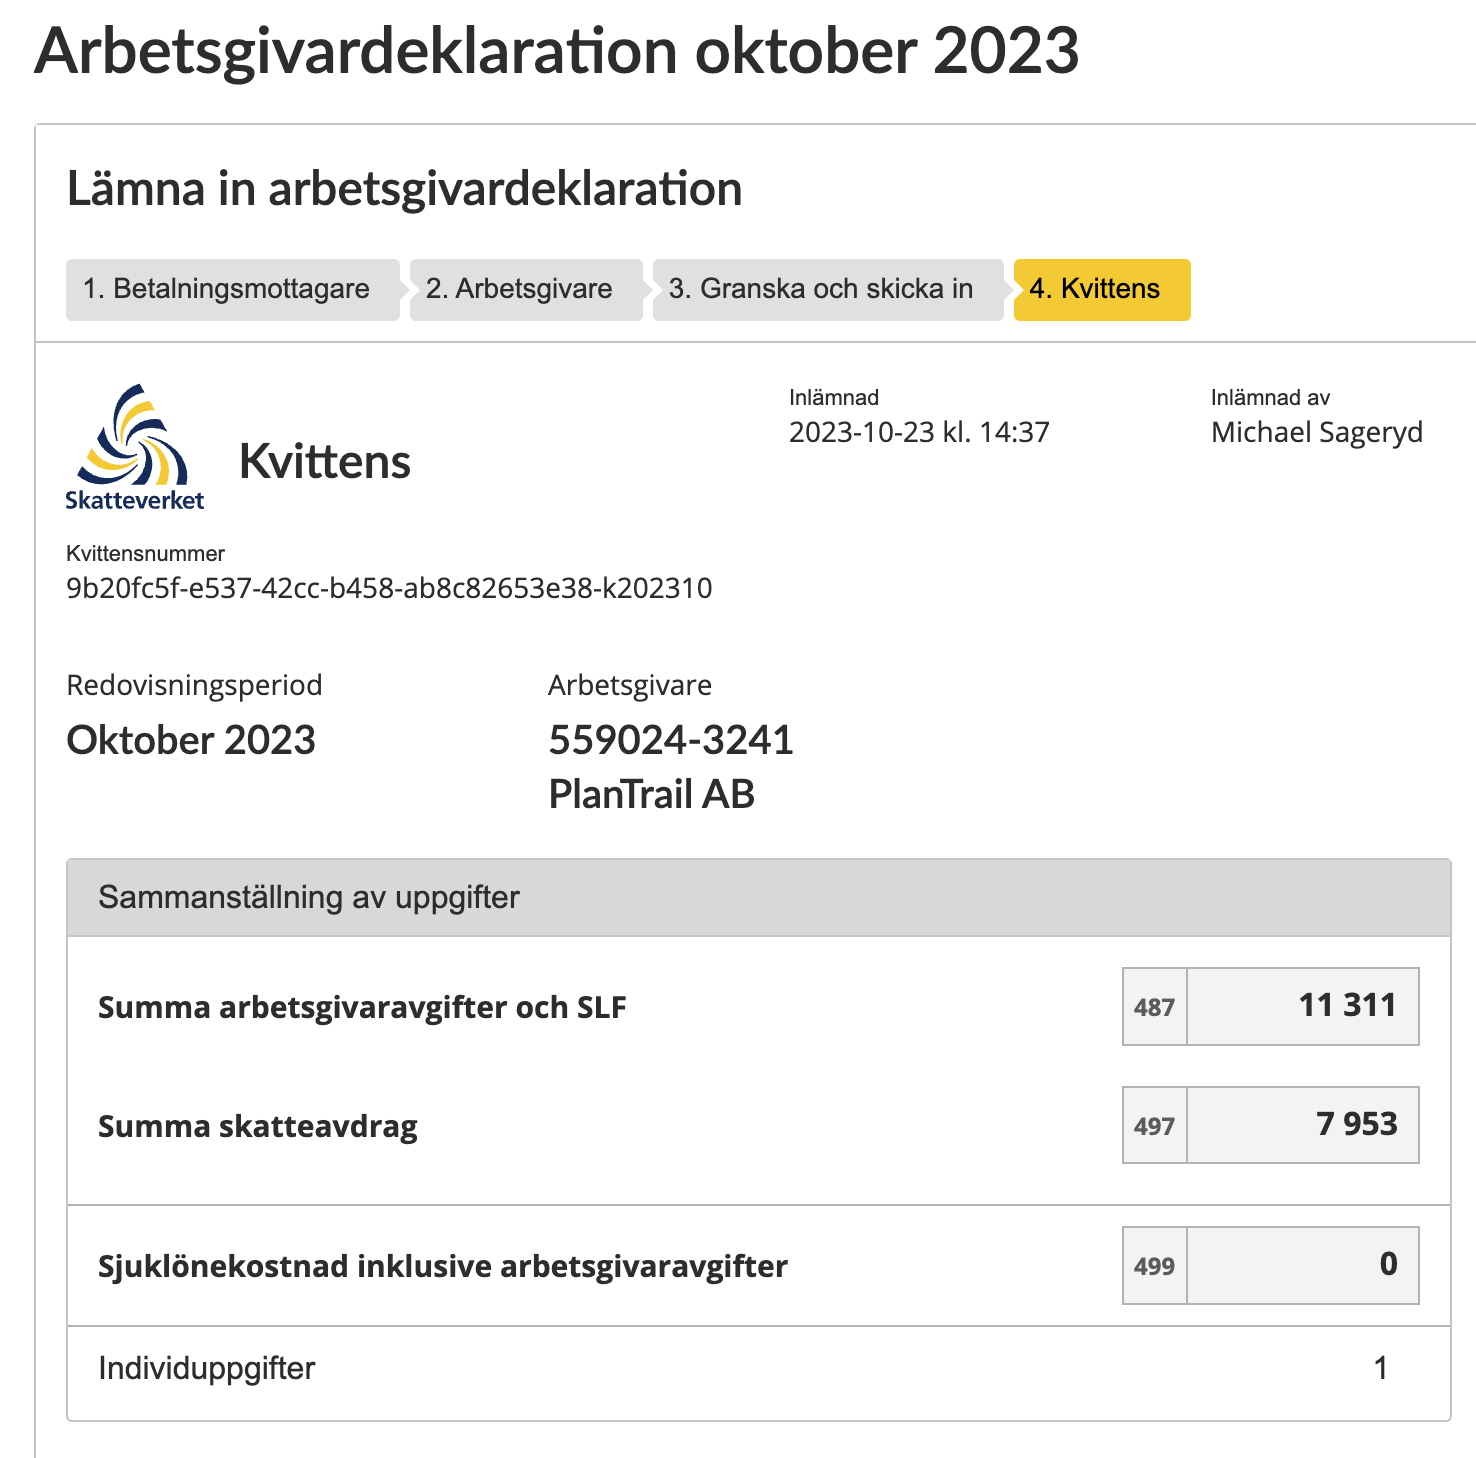 Arbetsgivardeklaration oktober 2023
Lämna in arbetsgivardeklaration
1. Betalningsmottagare
2. Arbetsgivare
3. Granska och skicka in
4. Kvittens
Skatteverket
Kvittens
Inlämnad
2023-10-23 kl. 14:37
Inlämnad av
Michael Sageryd
Kvittensnummer
9b20fc5f-e537-42cc-b458-ab8c82653e38-k202310
Redovisningsperiod
Oktober 2023
Arbetsgivare
559024-3241
PlanTrail AB
Sammanställning av uppgifter
Summa arbetsgivaravgifter och SLF 487 11 311
Summa skatteavdrag 497 7 953
Sjuklönekostnad inklusive arbetsgivaravgifter 499 0
Individuppgifter 1